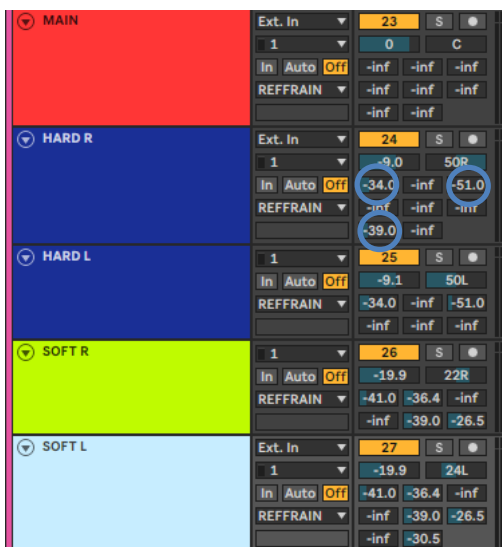 MAIN Ext. In 23 S
1 0 C
In Auto Off -inf -inf -inf
REFFRAIN -inf -inf -inf
-inf -inf
HARD R Ext. In 24 S
1 -9.0 50R
In Auto Off -34.0 -inf -51.0
REFFRAIN -inf -inf -inf
-39.0 -inf
HARD L 1 25 S
In Auto Off -9.1 50L
REFFRAIN -34.0 -inf -51.0
-inf -inf -inf
SOFT R 1 26 S
In Auto Off -19.9 22R
REFFRAIN -41.0 -36.4 -inf
-inf -39.0 -26.5
SOFT L Ext. In 27 S
1 -19.9 24L
In Auto Off -41.0 -36.4 -inf
REFFRAIN -inf -39.0 -26.5
-inf -30.5